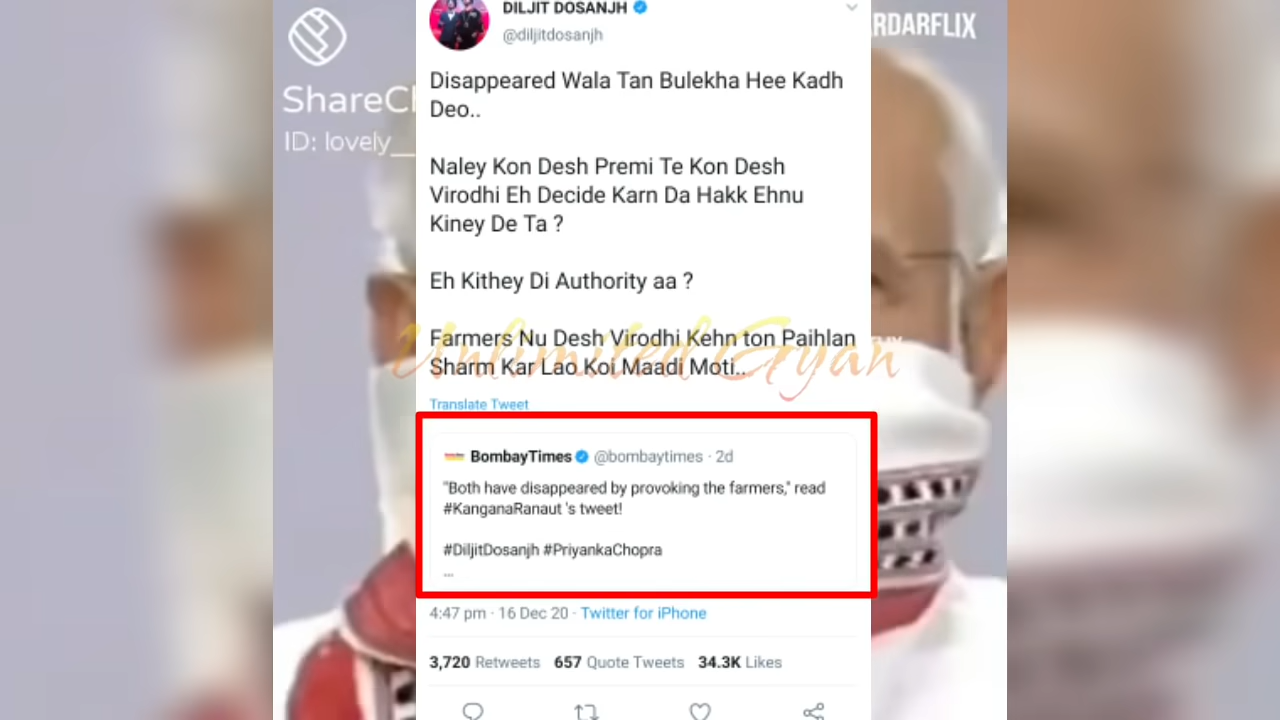 ShareC
ID: lovely__
RDARFLIX
DILJIT DOSANJH
@diljitdosanjh
Disappeared Wala Tan Bulekha Hee Kadh
Deo..
Naley Kon Desh Premi Te Kon Desh
Virodhi Eh Decide Karn Da Hakk Ehnu
Kiney De Ta ?
Eh Kithey Di Authority aa ?
Farmers Nu Desh Virodhi Kehn ton Paihlan
Sharm Kar Lao Koi Maadi Moti..
Unlimited Gyan
Translate Tweet
BombayTimes @bombaytimes · 2d
"Both have disappeared by provoking the farmers," read
#KanganaRanaut 's tweet!
#DiljitDosanjh #PriyankaChopra
...
4:47 pm · 16 Dec 20 · Twitter for iPhone
3,720 Retweets 657 Quote Tweets 34.3K Likes